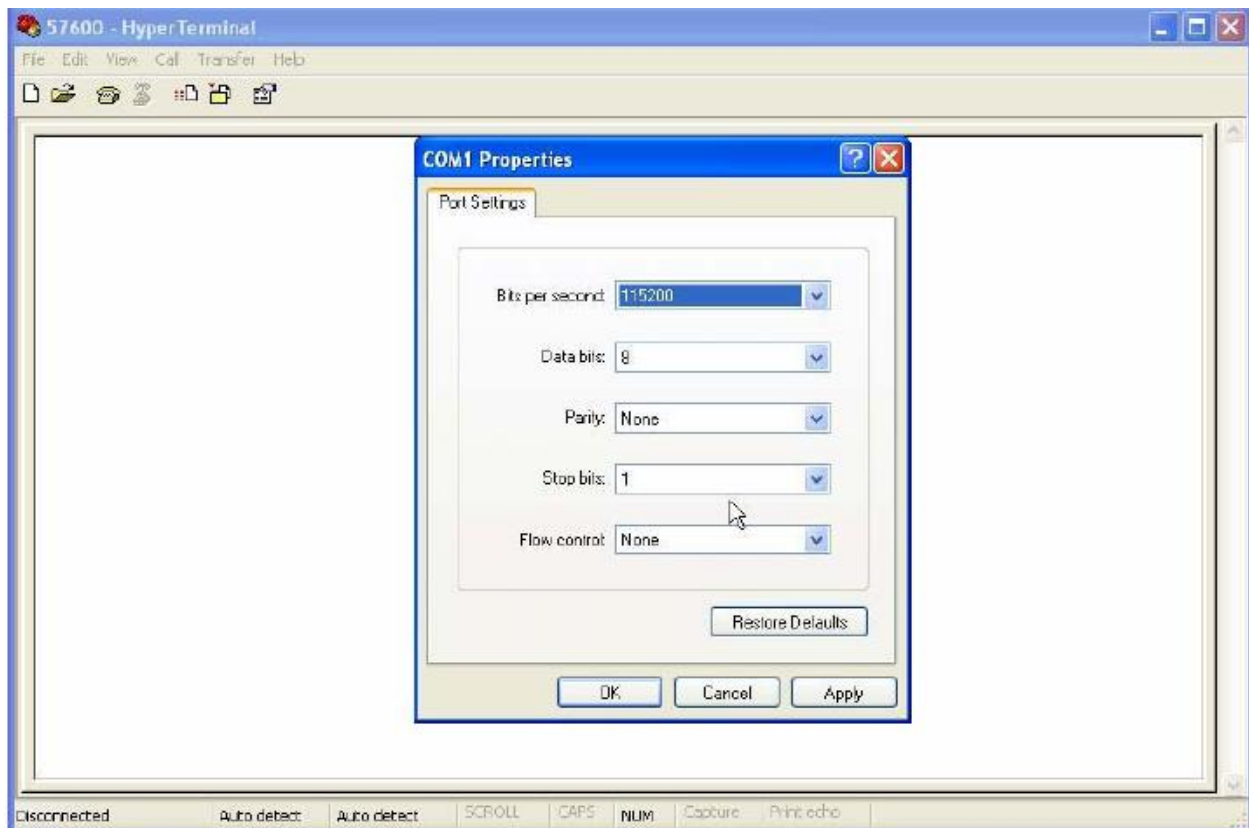 57600 - HyperTerminal
File Edit View Call Transfer Help
COM1 Properties
Port Settings
Bits per second: 115200
Data bits: 8
Parity: None
Stop bits: 1
Flow control: None
Restore Defaults
OK Cancel Apply
Disconnected Auto detect Auto detect SCROLL CAPS NUM Capture Print echo